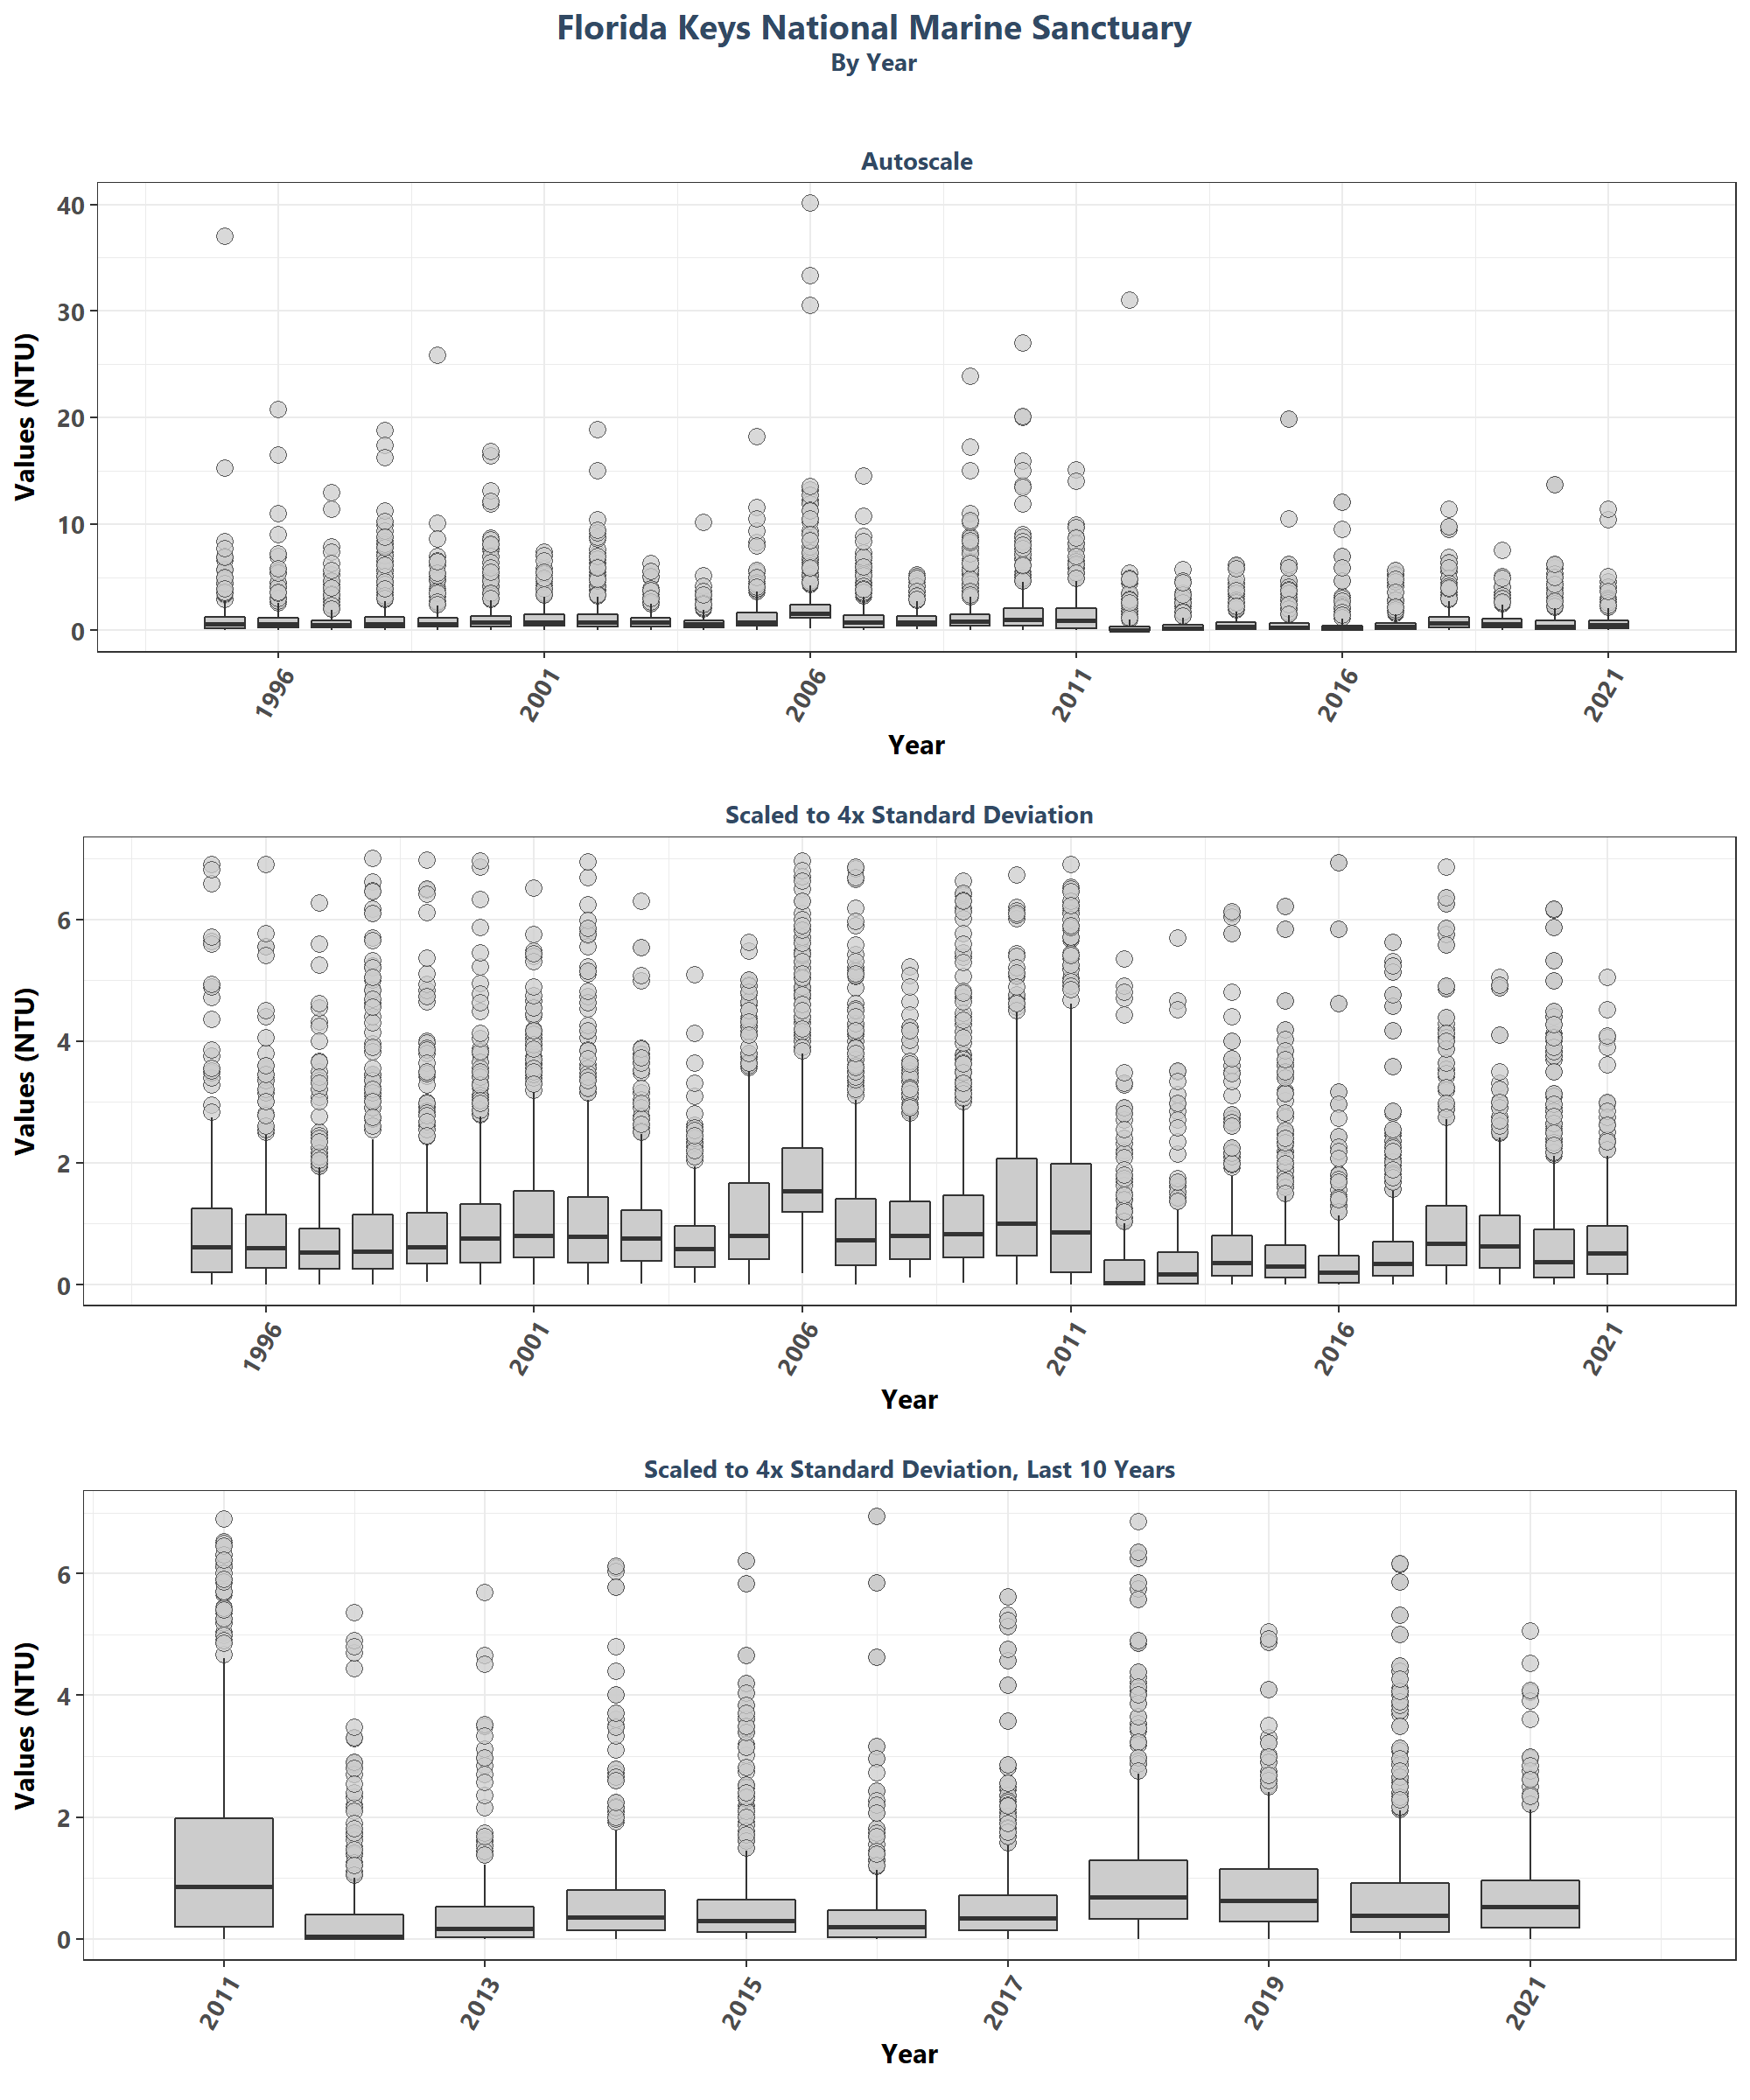 Florida Keys National Marine Sanctuary
By Year
Autoscale
Values (NTU)
40
30
20
10
0
1996 2001 2006 2011 2016 2021
Year
Scaled to 4x Standard Deviation
Values (NTU)
6
4
2
0
1996 2001 2006 2011 2016 2021
Year
Scaled to 4x Standard Deviation, Last 10 Years
Values (NTU)
6
4
2
0
2011 2013 2015 2017 2019 2021
Year